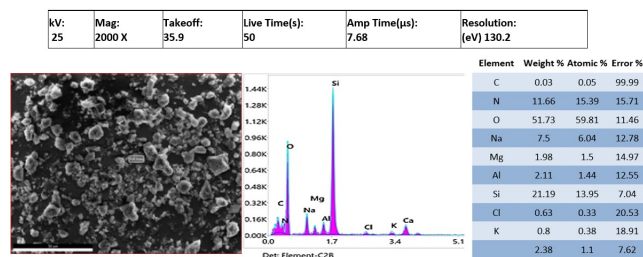 kV: Mag: Takeoff: Live Time(s): Amp Time(µs): Resolution:
25 2000 X 35.9 50 7.68 (eV) 130.2
Element Weight % Atomic % Error %
C 0.03 0.05 99.99
N 11.66 15.39 15.71
O 51.73 59.81 11.46
Na 7.5 6.04 12.78
Mg 1.98 1.5 14.97
Al 2.11 1.44 12.55
Si 21.19 13.95 7.04
Cl 0.63 0.33 20.53
K 0.8 0.38 18.91
2.38 1.1 7.62
1.44K
1.28K
1.12K
0.96K
0.80K
0.64K
0.48K
0.32K
0.16K
0.00K
Si
O
C
N
Na
Mg
Al
Cl
K
Ca
0.0 1.7 3.4 5.1
Det: Element-C2B